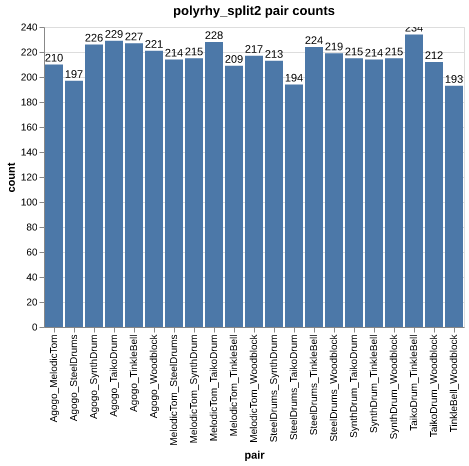 polyrhy_split2 pair counts
240
220
200
180
160
140
120
100
80
60
40
20
0
count
210
197
226
229
227
221
214
215
228
209
217
213
194
224
219
215
214
215
234
212
193
Agogo_MelodicTom
Agogo_SteelDrums
Agogo_SynthDrum
Agogo_TaikoDrum
Agogo_TinkleBell
Agogo_Woodblock
MelodicTom_SteelDrums
MelodicTom_SynthDrum
MelodicTom_TaikoDrum
MelodicTom_TinkleBell
MelodicTom_Woodblock
SteelDrums_SynthDrum
SteelDrums_TaikoDrum
SteelDrums_TinkleBell
SteelDrums_Woodblock
SynthDrum_TaikoDrum
SynthDrum_TinkleBell
SynthDrum_Woodblock
TaikoDrum_TinkleBell
TaikoDrum_Woodblock
TinkleBell_Woodblock
pair